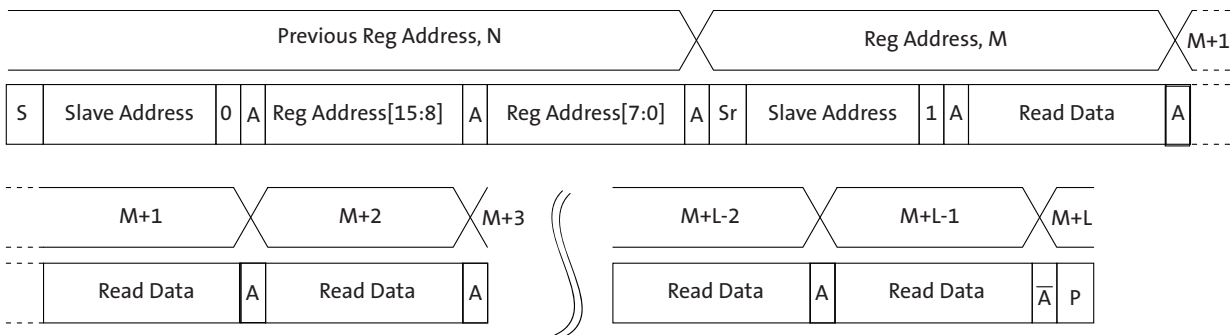 Previous Reg Address, N Reg Address, M M+1
S Slave Address 0 A Reg Address[15:8] A Reg Address[7:0] A Sr Slave Address 1 A Read Data A
M+1 M+2 M+3 M+L-2 M+L-1 M+L
Read Data A Read Data A Read Data A Read Data A̅ P